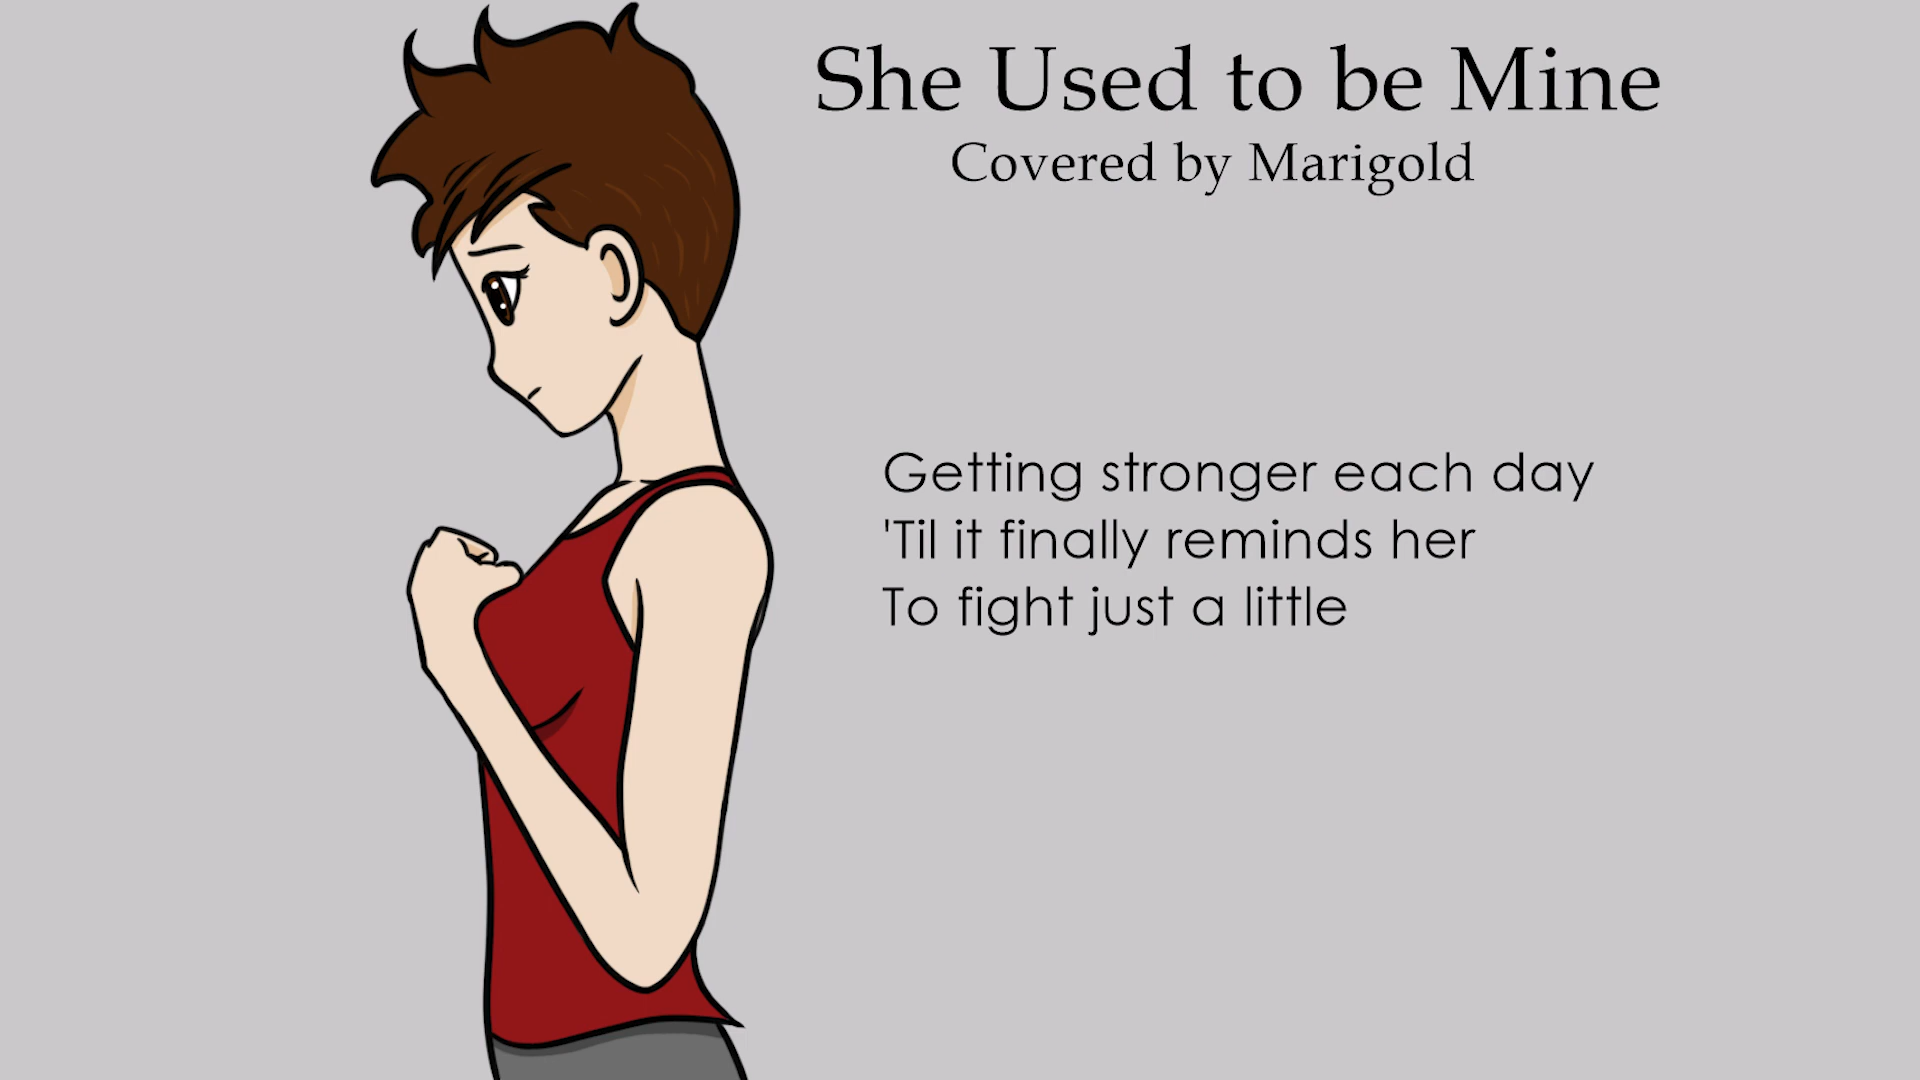 She Used to be Mine
Covered by Marigold
Getting stronger each day
'Til it finally reminds her
To fight just a little